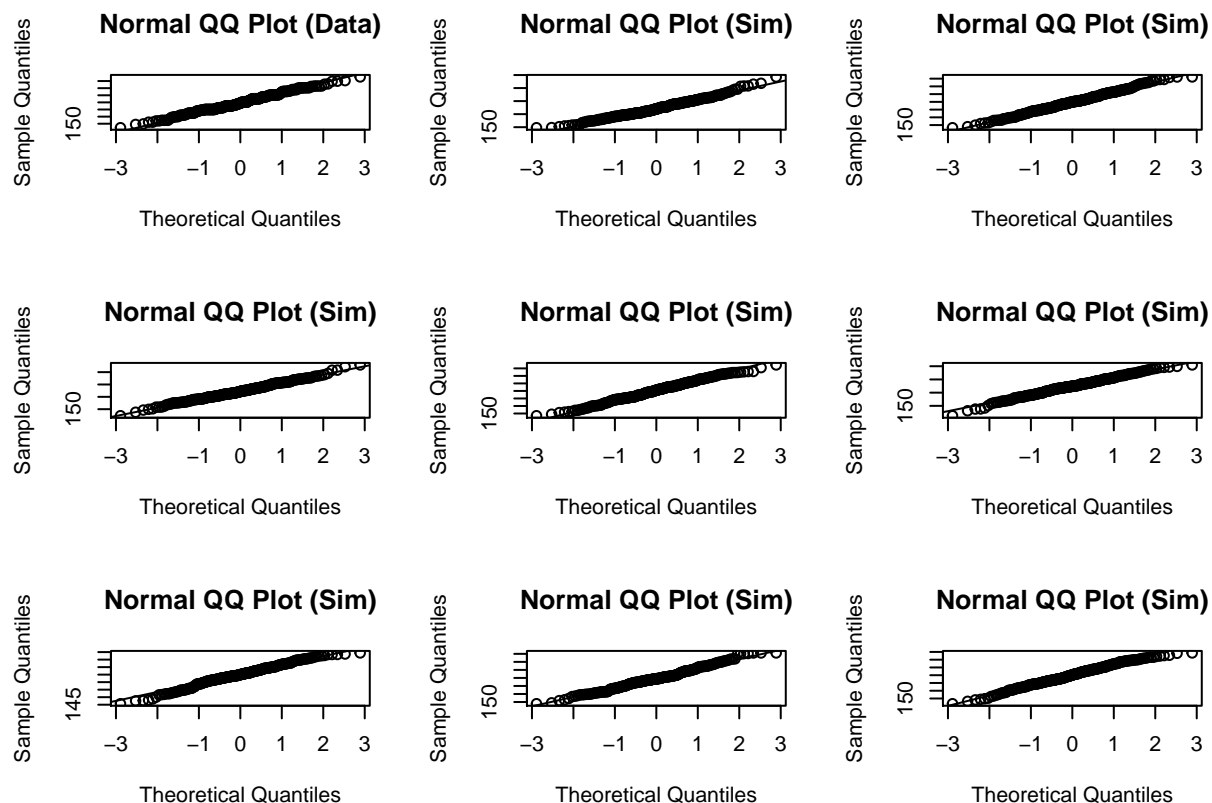 Normal QQ Plot (Data)
Sample Quantiles
150
−3 −1 0 1 2 3
Theoretical Quantiles
Normal QQ Plot (Sim)
Sample Quantiles
150
−3 −1 0 1 2 3
Theoretical Quantiles
Normal QQ Plot (Sim)
Sample Quantiles
150
−3 −1 0 1 2 3
Theoretical Quantiles
Normal QQ Plot (Sim)
Sample Quantiles
150
−3 −1 0 1 2 3
Theoretical Quantiles
Normal QQ Plot (Sim)
Sample Quantiles
150
−3 −1 0 1 2 3
Theoretical Quantiles
Normal QQ Plot (Sim)
Sample Quantiles
150
−3 −1 0 1 2 3
Theoretical Quantiles
Normal QQ Plot (Sim)
Sample Quantiles
145
−3 −1 0 1 2 3
Theoretical Quantiles
Normal QQ Plot (Sim)
Sample Quantiles
150
−3 −1 0 1 2 3
Theoretical Quantiles
Normal QQ Plot (Sim)
Sample Quantiles
150
−3 −1 0 1 2 3
Theoretical Quantiles